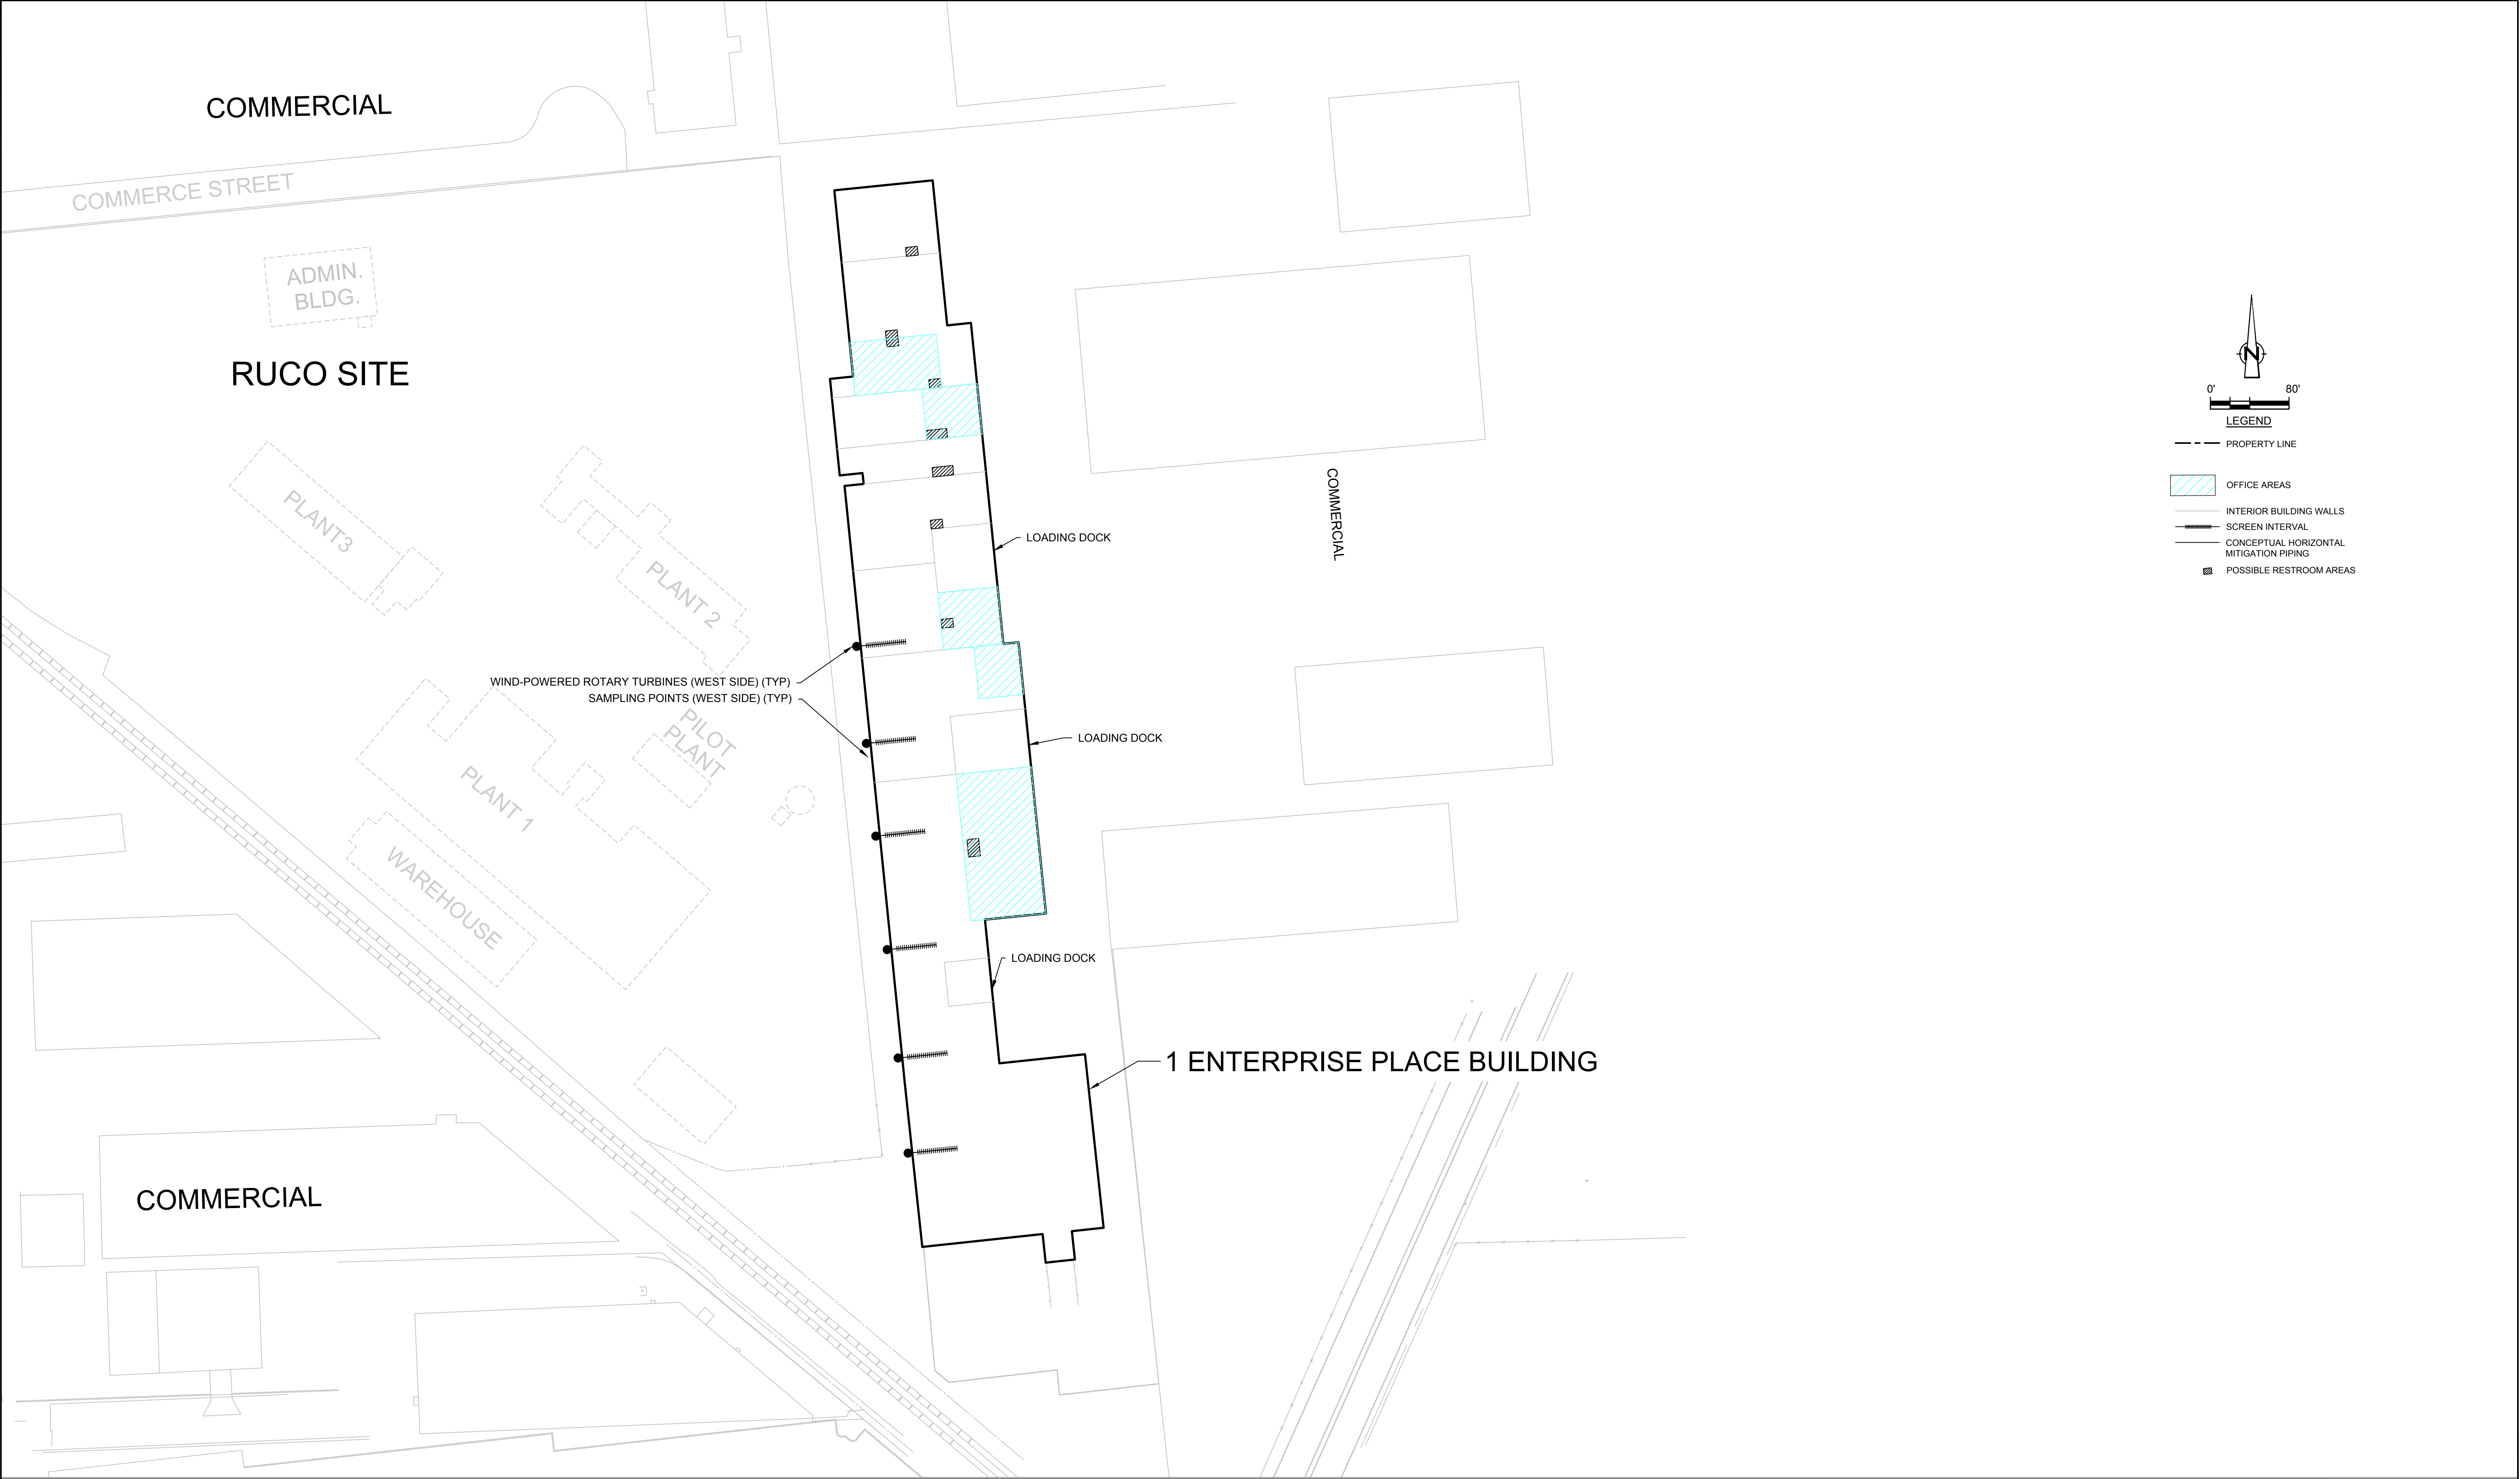 COMMERCIAL
COMMERCE STREET
ADMIN.
BLDG.
RUCO SITE
PLANT3
PLANT 2
WIND-POWERED ROTARY TURBINES (WEST SIDE) (TYP)
SAMPLING POINTS (WEST SIDE) (TYP)
PILOT
PLANT
PLANT 1
WAREHOUSE
COMMERCIAL
LOADING DOCK
LOADING DOCK
LOADING DOCK
1 ENTERPRISE PLACE BUILDING
COMMERCIAL
N
0' 80'
LEGEND
PROPERTY LINE
OFFICE AREAS
INTERIOR BUILDING WALLS
SCREEN INTERVAL
CONCEPTUAL HORIZONTAL
MITIGATION PIPING
POSSIBLE RESTROOM AREAS